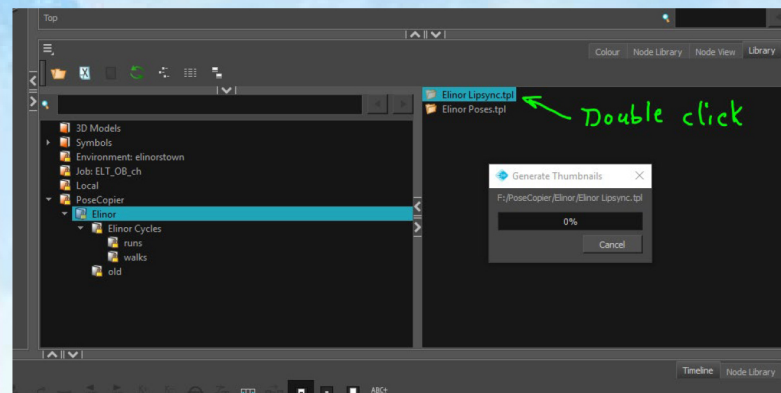 Top
Colour Node Library Node View Library
Elinor Lipsync.tpl
Elinor Poses.tpl
Double click
3D Models
Symbols
Environment: elinorstown
Job: ELT_OB_ch
Local
PoseCopier
Elinor
Elinor Cycles
runs
walks
old
Generate Thumbnails
F:/PoseCopier/Elinor/Elinor Lipsync.tpl
0%
Cancel
Timeline Node Library
ABC+